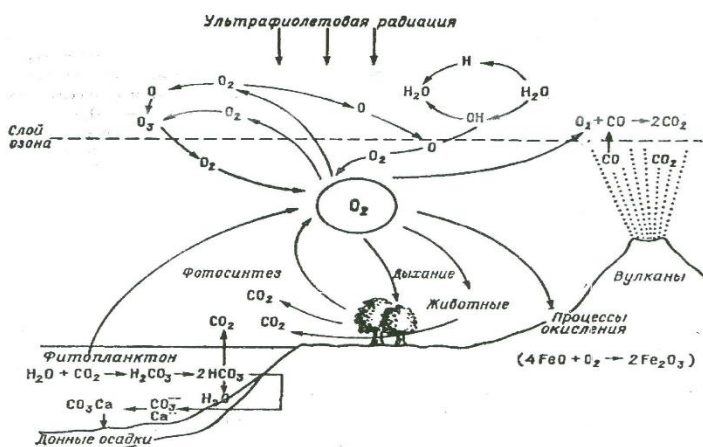 Ультрафиолетовая радиация
H
O
O₂
H₂O
H₂O
O
O₃
O₂
OH
O₂ + CO → 2CO₂
Слой озона
O
O₂
O₂
CO
CO₂
O₂
Фотосинтез
Дыхание
Вулканы
CO₂
Животные
CO₂
CO₂
Процессы окисления
Фитопланктон
(4FeO + O₂ → 2Fe₂O₃)
H₂O + CO₂ → H₂CO₃ → 2HCO₃
H₂O
CO₃Ca
CO₃⁻⁻
Ca¨
Донные осадки